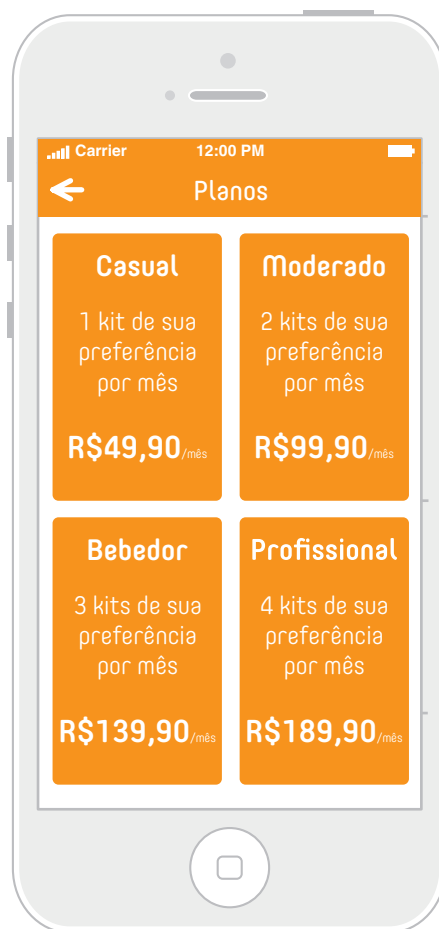 Carrier 12:00 PM
Planos
Casual
1 kit de sua
preferência
por mês
R$49,90/mês
Moderado
2 kits de sua
preferência
por mês
R$99,90/mês
Bebedor
3 kits de sua
preferência
por mês
R$139,90/mês
Profissional
4 kits de sua
preferência
por mês
R$189,90/mês